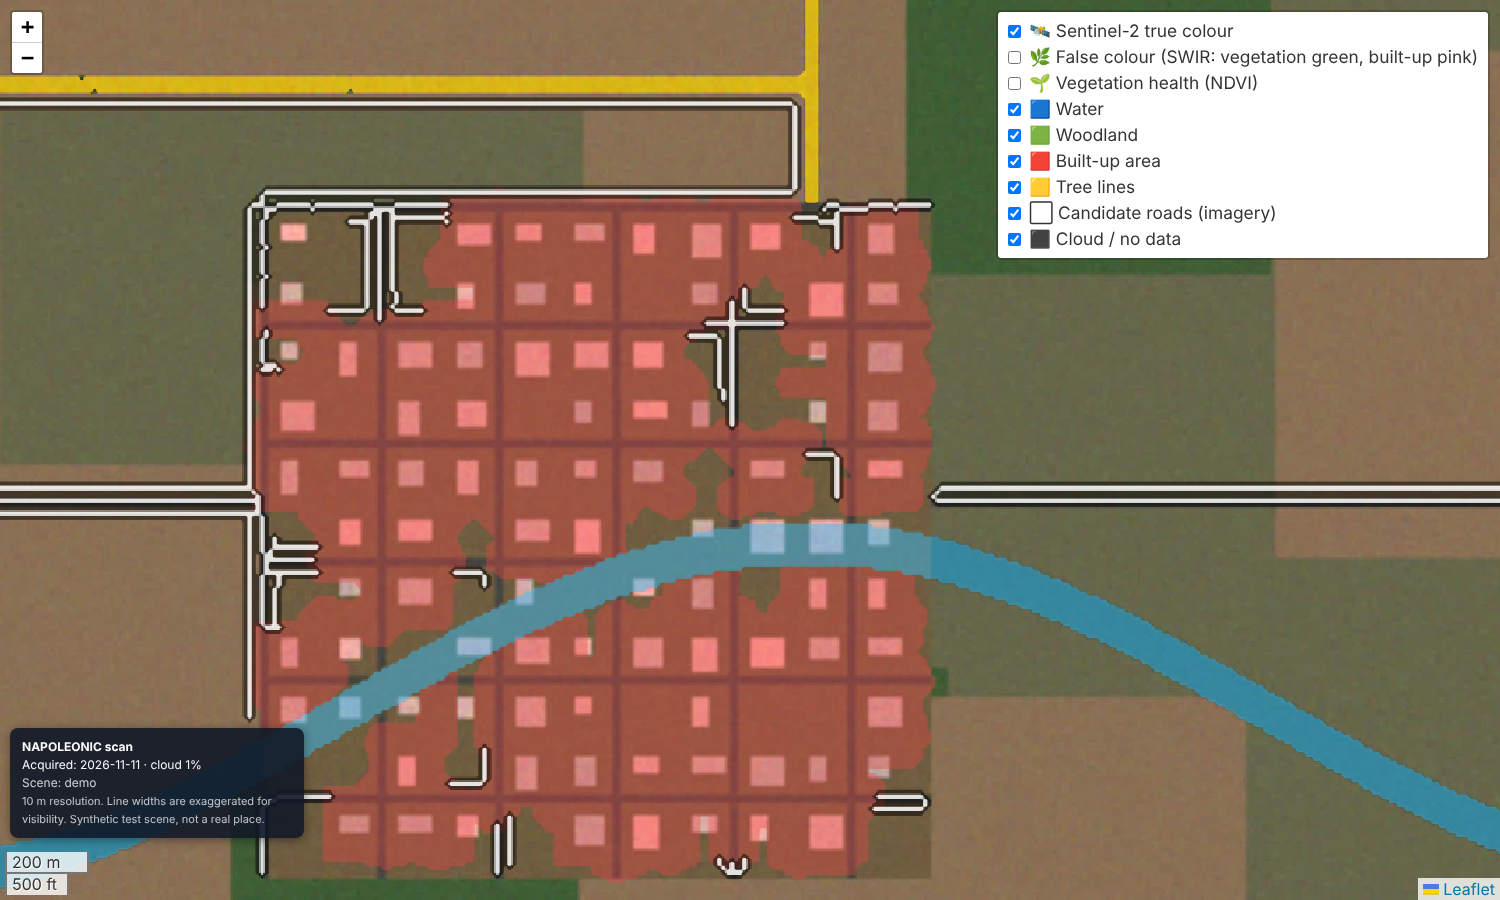 +
−
Sentinel-2 true colour
False colour (SWIR: vegetation green, built-up pink)
Vegetation health (NDVI)
Water
Woodland
Built-up area
Tree lines
Candidate roads (imagery)
Cloud / no data
NAPOLEONIC scan
Acquired: 2026-11-11 · cloud 1%
Scene: demo
10 m resolution. Line widths are exaggerated for
visibility. Synthetic test scene, not a real place.
200 m
500 ft
Leaflet